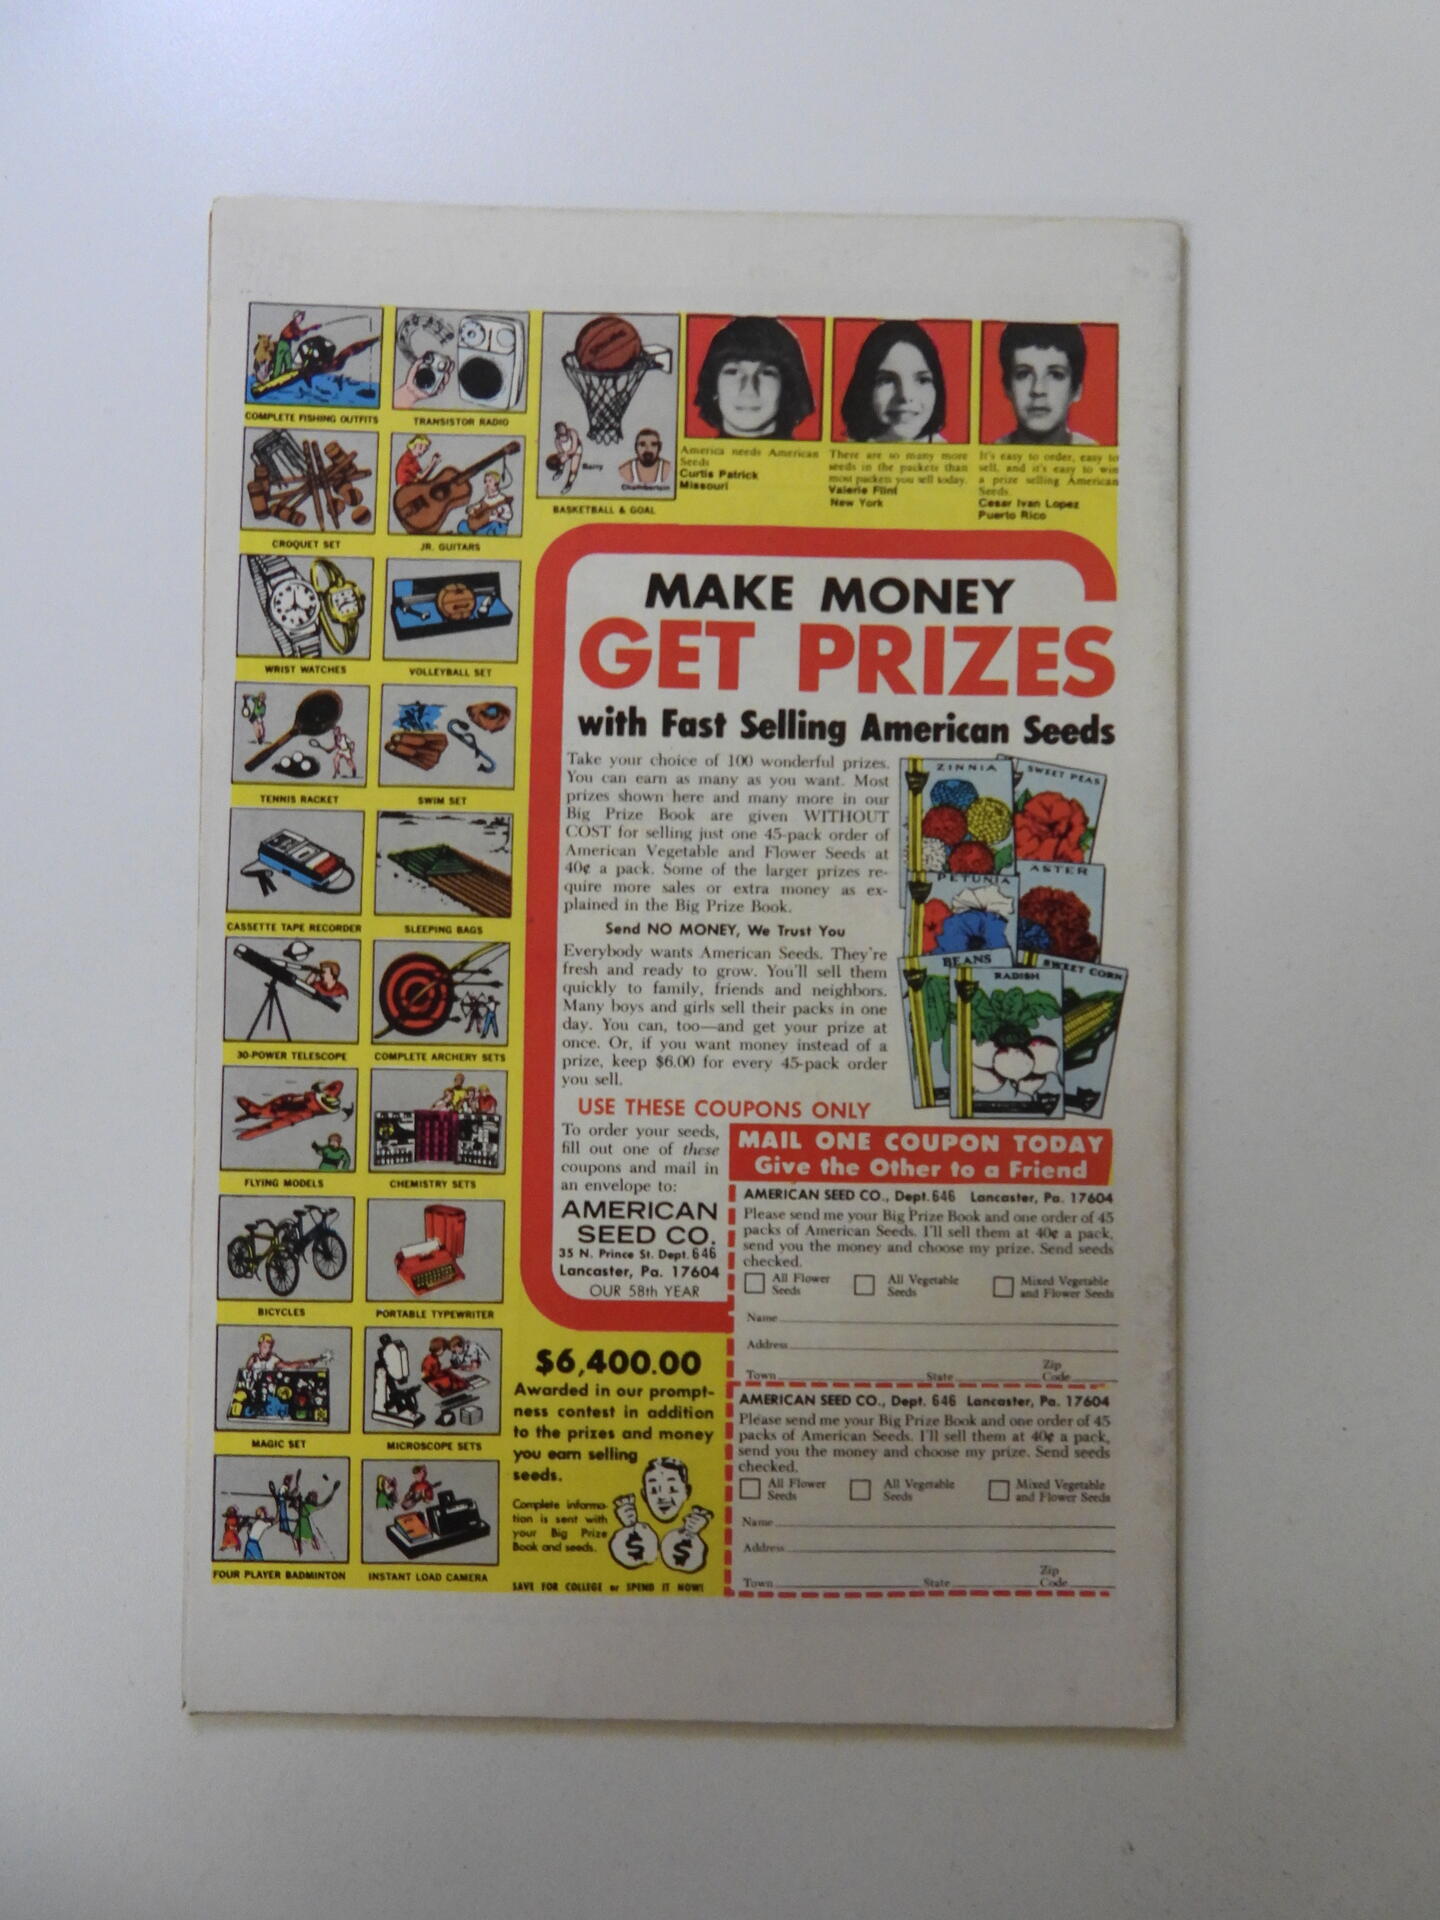 COMPLETE FISHING OUTFITS
TRANSISTOR RADIO
CROQUET SET
JR. GUITARS
WRIST WATCHES
VOLLEYBALL SET
TENNIS RACKET
SWIM SET
CASSETTE TAPE RECORDER
SLEEPING BAGS
30-POWER TELESCOPE
COMPLETE ARCHERY SETS
FLYING MODELS
CHEMISTRY SETS
BICYCLES
PORTABLE TYPEWRITER
MAGIC SET
MICROSCOPE SETS
FOUR PLAYER BADMINTON
INSTANT LOAD CAMERA
Barry
Chamberlain
BASKETBALL & GOAL
America needs American
Seeds
Curtis Patrick
Missouri
There are so many more
seeds in the packets than
most packets you sell today.
Valerie Flint
New York
It's easy to order, easy to
sell, and it's easy to win
a prize selling American
Seeds.
Cesar Ivan Lopez
Puerto Rico
MAKE MONEY
GET PRIZES
with Fast Selling American Seeds
Take your choice of 100 wonderful prizes.
You can earn as many as you want. Most
prizes shown here and many more in our
Big Prize Book are given WITHOUT
COST for selling just one 45-pack order of
American Vegetable and Flower Seeds at
40¢ a pack. Some of the larger prizes re-
quire more sales or extra money as ex-
plained in the Big Prize Book.
Send NO MONEY, We Trust You
Everybody wants American Seeds. They're
fresh and ready to grow. You'll sell them
quickly to family, friends and neighbors.
Many boys and girls sell their packs in one
day. You can, too—and get your prize at
once. Or, if you want money instead of a
prize, keep $6.00 for every 45-pack order
you sell.
ZINNIA
SWEET PEAS
PETUNIA
ASTER
BEANS
RADISH
SWEET CORN
USE THESE COUPONS ONLY
To order your seeds,
fill out one of these
coupons and mail in
an envelope to:
AMERICAN
SEED CO.
35 N. Prince St. Dept. 646
Lancaster, Pa. 17604
OUR 58th YEAR
MAIL ONE COUPON TODAY
Give the Other to a Friend
AMERICAN SEED CO., Dept. 646 Lancaster, Pa. 17604
Please send me your Big Prize Book and one order of 45
packs of American Seeds. I'll sell them at 40¢ a pack,
send you the money and choose my prize. Send seeds
checked.
All Flower Seeds
All Vegetable Seeds
Mixed Vegetable and Flower Seeds
Name
Address
Town State Zip Code
AMERICAN SEED CO., Dept. 646 Lancaster, Pa. 17604
Please send me your Big Prize Book and one order of 45
packs of American Seeds. I'll sell them at 40¢ a pack,
send you the money and choose my prize. Send seeds
checked.
All Flower Seeds
All Vegetable Seeds
Mixed Vegetable and Flower Seeds
Name
Address
Town State Zip Code
$6,400.00
Awarded in our prompt-
ness contest in addition
to the prizes and money
you earn selling
seeds.
Complete informa-
tion is sent with
your Big Prize
Book and seeds.
$ $
SAVE FOR COLLEGE or SPEND IT NOW!